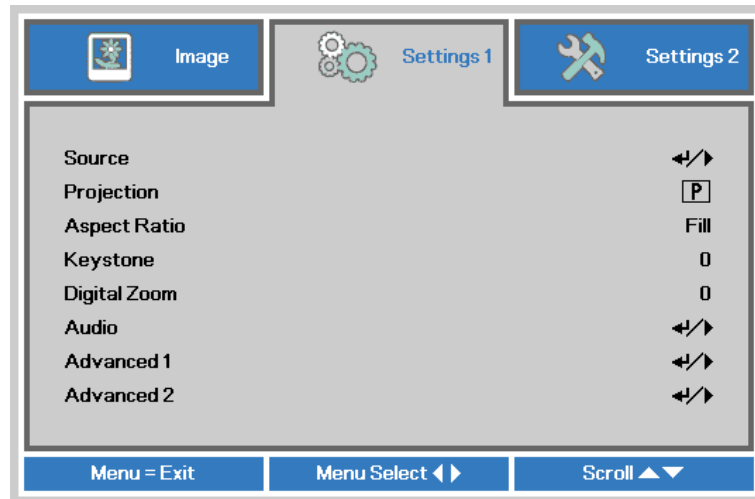 Image Settings 1 Settings 2
Source ↵/▶
Projection P
Aspect Ratio Fill
Keystone 0
Digital Zoom 0
Audio ↵/▶
Advanced 1 ↵/▶
Advanced 2 ↵/▶
Menu = Exit Menu Select ◀▶ Scroll ▲▼